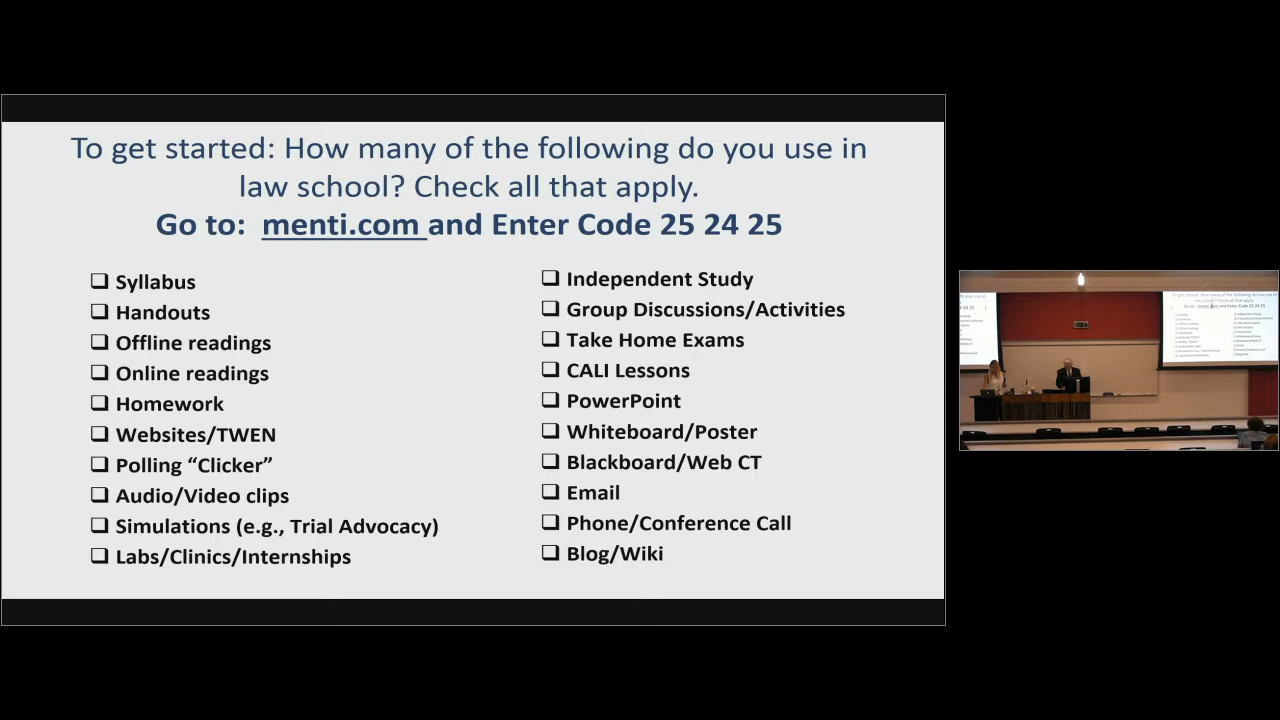 To get started: How many of the following do you use in
law school? Check all that apply.
Go to: menti.com and Enter Code 25 24 25
❑ Syllabus
❑ Handouts
❑ Offline readings
❑ Online readings
❑ Homework
❑ Websites/TWEN
❑ Polling “Clicker”
❑ Audio/Video clips
❑ Simulations (e.g., Trial Advocacy)
❑ Labs/Clinics/Internships
❑ Independent Study
❑ Group Discussions/Activities
❑ Take Home Exams
❑ CALI Lessons
❑ PowerPoint
❑ Whiteboard/Poster
❑ Blackboard/Web CT
❑ Email
❑ Phone/Conference Call
❑ Blog/Wiki